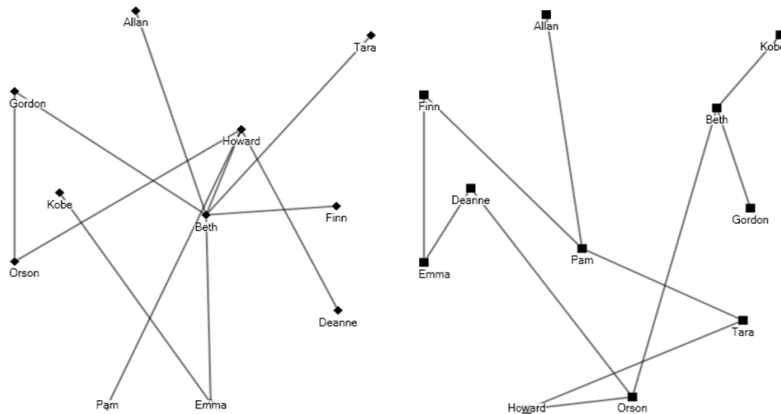 Allan
Tara
Gordon
Howard
Kobe
Finn
Beth
Orson
Deanne
Pam
Emma
Allan
Kobe
Finn
Beth
Deanne
Gordon
Pam
Emma
Tara
Howard
Orson